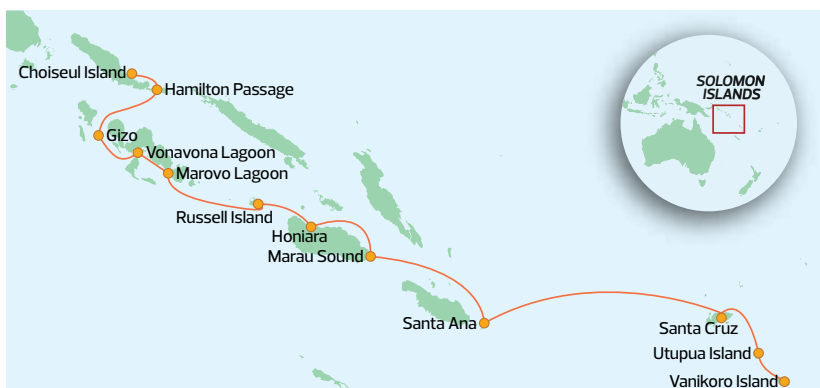 SOLOMON
ISLANDS
Choiseul Island
Hamilton Passage
Gizo
Vonavona Lagoon
Marovo Lagoon
Russell Island
Honiara
Marau Sound
Santa Ana
Santa Cruz
Utupua Island
Vanikoro Island